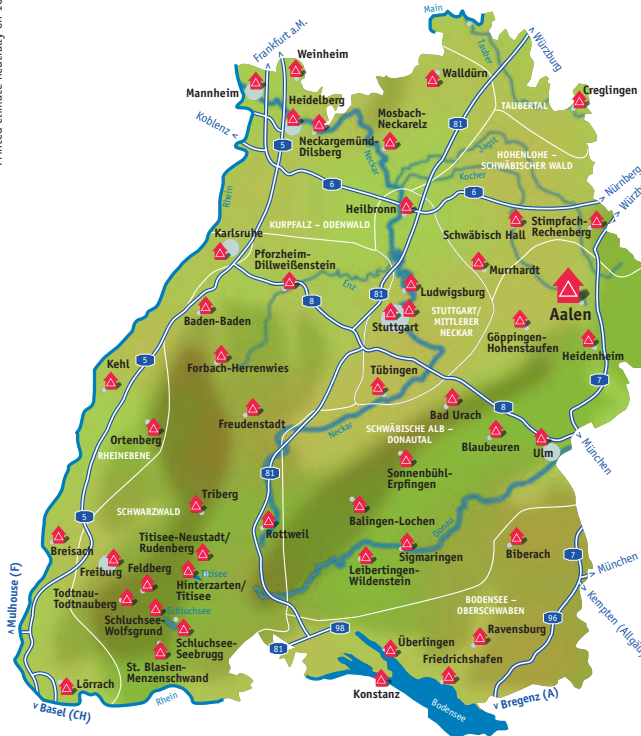 Main
Frankfurt a.M.
Würzburg
Weinheim
Tauber
Mannheim
Walldürn
Creglingen
Heidelberg
TAUBERTAL
Koblenz
Mosbach-
Neckarelz
81
5
Neckargemünd-
Dilsberg
Jagst
HOHENLOHE –
SCHWÄBISCHER WALD
Neckar
Kocher
Nürnberg
6
6
Rhein
Heilbronn
KURPFALZ – ODENWALD
Schwäbisch Hall
Stimpfach-
Rechenberg
Karlsruhe
Pforzheim-
Dillweißenstein
Murrhardt
Enz
81
Ludwigsburg
8
Aalen
Baden-Baden
Stuttgart
STUTTGART/
MITTLERER
NECKAR
Göppingen-
Hohenstaufen
Heidenheim
5
Forbach-Herrenwies
Kehl
Tübingen
7
Bad Urach
8
Freudenstadt
Neckar
SCHWÄBISCHE ALB –
DONAUTAL
Ortenberg
Blaubeuren
Ulm
München
RHEINEBENE
Sonnenbühl-
Erpfingen
81
Triberg
5
SCHWARZWALD
Rottweil
Balingen-Lochen
Donau
Breisach
Titisee-Neustadt/
Rudenberg
Biberach
7
Freiburg
Feldberg
Titisee
Hinterzarten/
Titisee
Leibertingen-
Wildenstein
Sigmaringen
München
Mulhouse (F)
Todtnau-
Todtnauberg
Schluchsee
Schluchsee-
Wolfsgrund
BODENSEE –
OBERSCHWABEN
96
98
Schluchsee-
Seebrugg
81
Überlingen
Ravensburg
St. Blasien-
Menzenschwand
Friedrichshafen
Lörrach
Konstanz
Rhein
Bodensee
Basel (CH)
Bregenz (A)